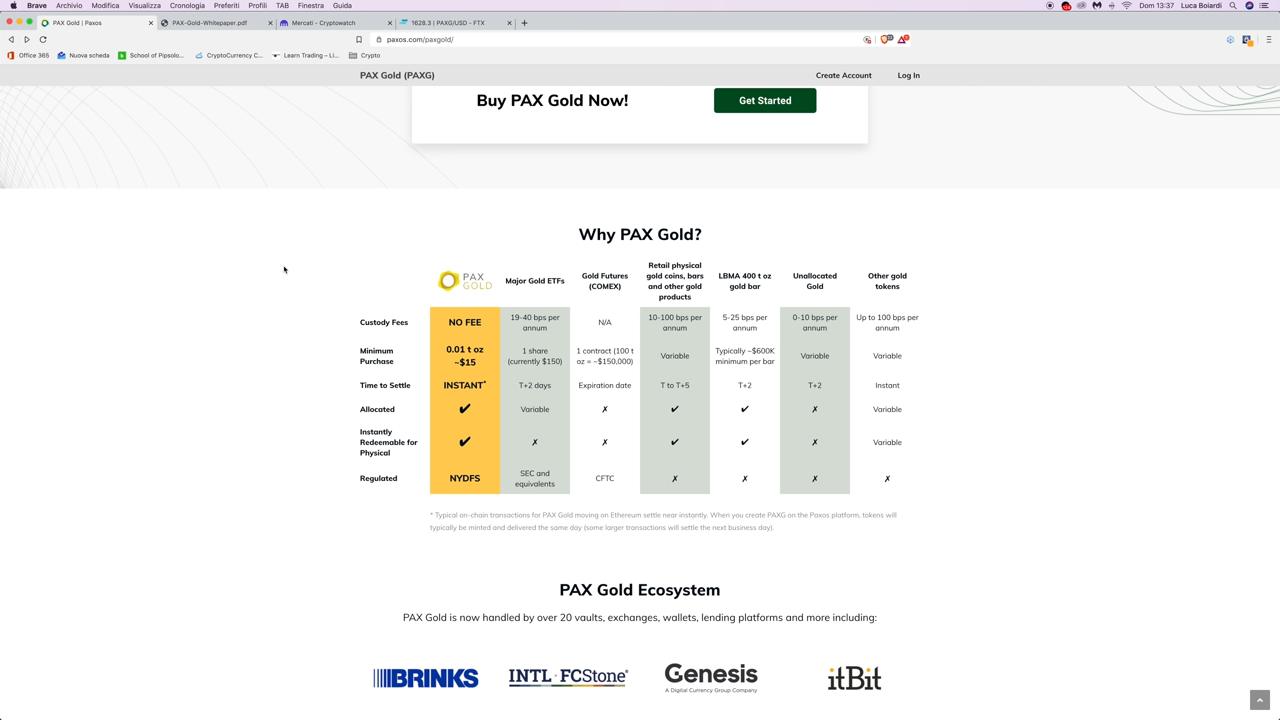 Brave Archivio Modifica Visualizza Cronologia Preferiti Profili TAB Finestra Guida Dom 13:37 Luca Boiardi
PAX Gold | Paxos PAX-Gold-Whitepaper.pdf Mercati - Cryptowatch 1628.3 | PAXG/USD - FTX
paxos.com/paxgold/
Office 365 Nuova scheda School of Pipsolo... CryptoCurrency C... Learn Trading – Li... Crypto
PAX Gold (PAXG) Create Account Log In
Buy PAX Gold Now! Get Started
Why PAX Gold?
PAX GOLD Major Gold ETFs Gold Futures (COMEX) Retail physical gold coins, bars and other gold products LBMA 400 t oz gold bar Unallocated Gold Other gold tokens
Custody Fees NO FEE 19-40 bps per annum N/A 10-100 bps per annum 5-25 bps per annum 0-10 bps per annum Up to 100 bps per annum
Minimum Purchase 0.01 t oz ~$15 1 share (currently $150) 1 contract (100 t oz = ~$150,000) Variable Typically ~$600K minimum per bar Variable Variable
Time to Settle INSTANT* T+2 days Expiration date T to T+5 T+2 T+2 Instant
Allocated ✔ Variable ✗ ✔ ✔ ✗ Variable
Instantly Redeemable for Physical ✔ ✗ ✗ ✔ ✔ ✗ Variable
Regulated NYDFS SEC and equivalents CFTC ✗ ✗ ✗ ✗
* Typical on-chain transactions for PAX Gold moving on Ethereum settle near instantly. When you create PAXG on the Paxos platform, tokens will
typically be minted and delivered the same day (some larger transactions will settle the next business day).
PAX Gold Ecosystem
PAX Gold is now handled by over 20 vaults, exchanges, wallets, lending platforms and more including:
BRINKS INTL FCStone® Genesis itBit
A Digital Currency Group Company